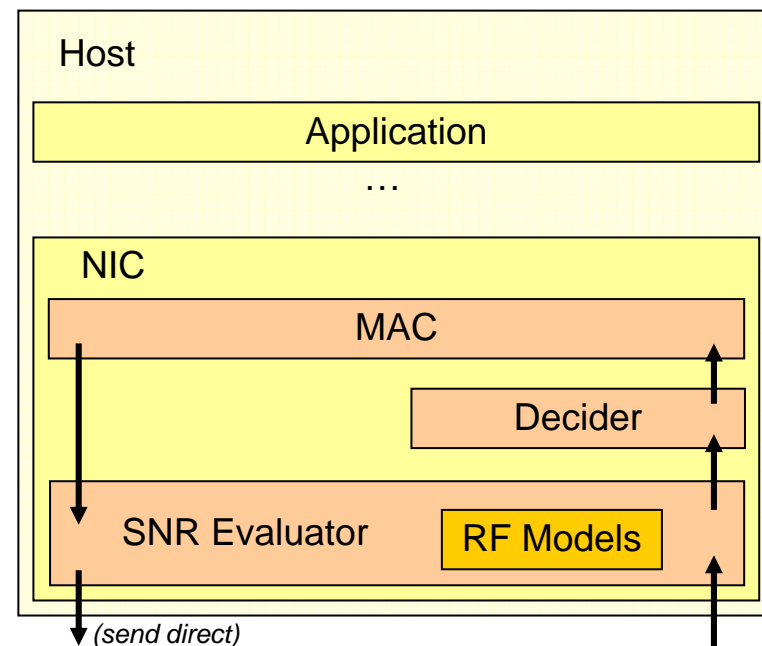 Host
Application
…
NIC
MAC
Decider
SNR Evaluator
RF Models
(send direct)